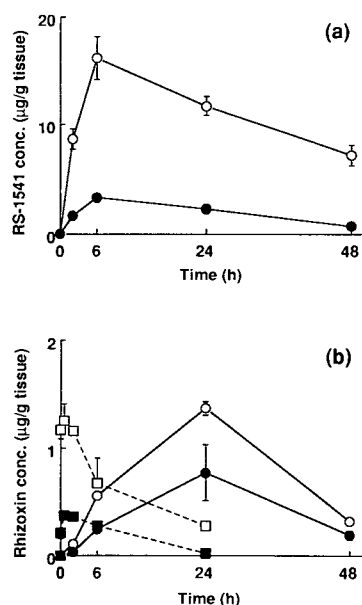 (a)
RS-1541 conc. (µg/g tissue)
20
10
0
0 6 24 48
Time (h)
(b)
Rhizoxin conc. (µg/g tissue)
2
1
0
0 6 24 48
Time (h)